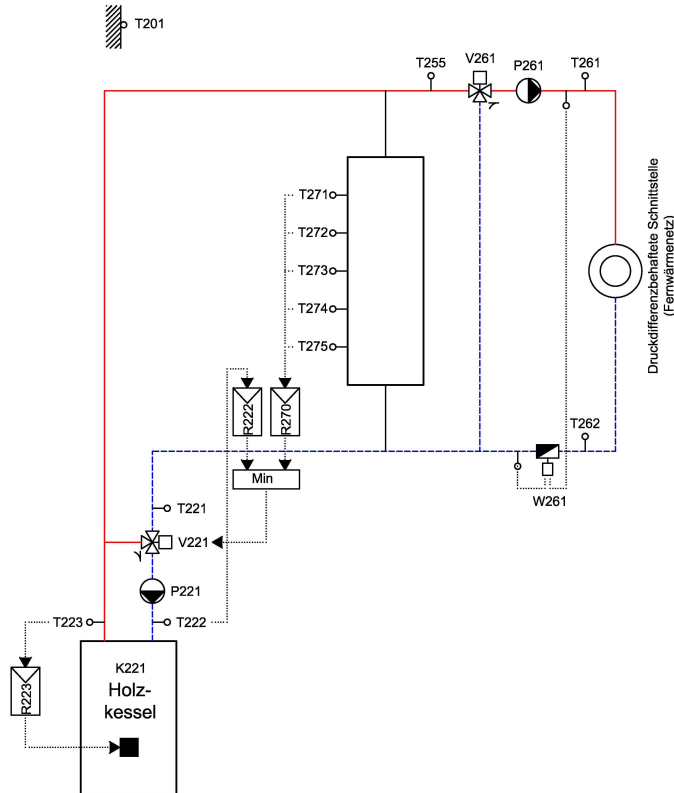 T201
T255
V261
P261
T261
T271
T272
T273
T274
T275
Druckdifferenzbehaftete Schnittstelle
(Fernwärmenetz)
R222
R270
Min
T262
W261
T221
V221
P221
T223
T222
R223
K221
Holz-
kessel